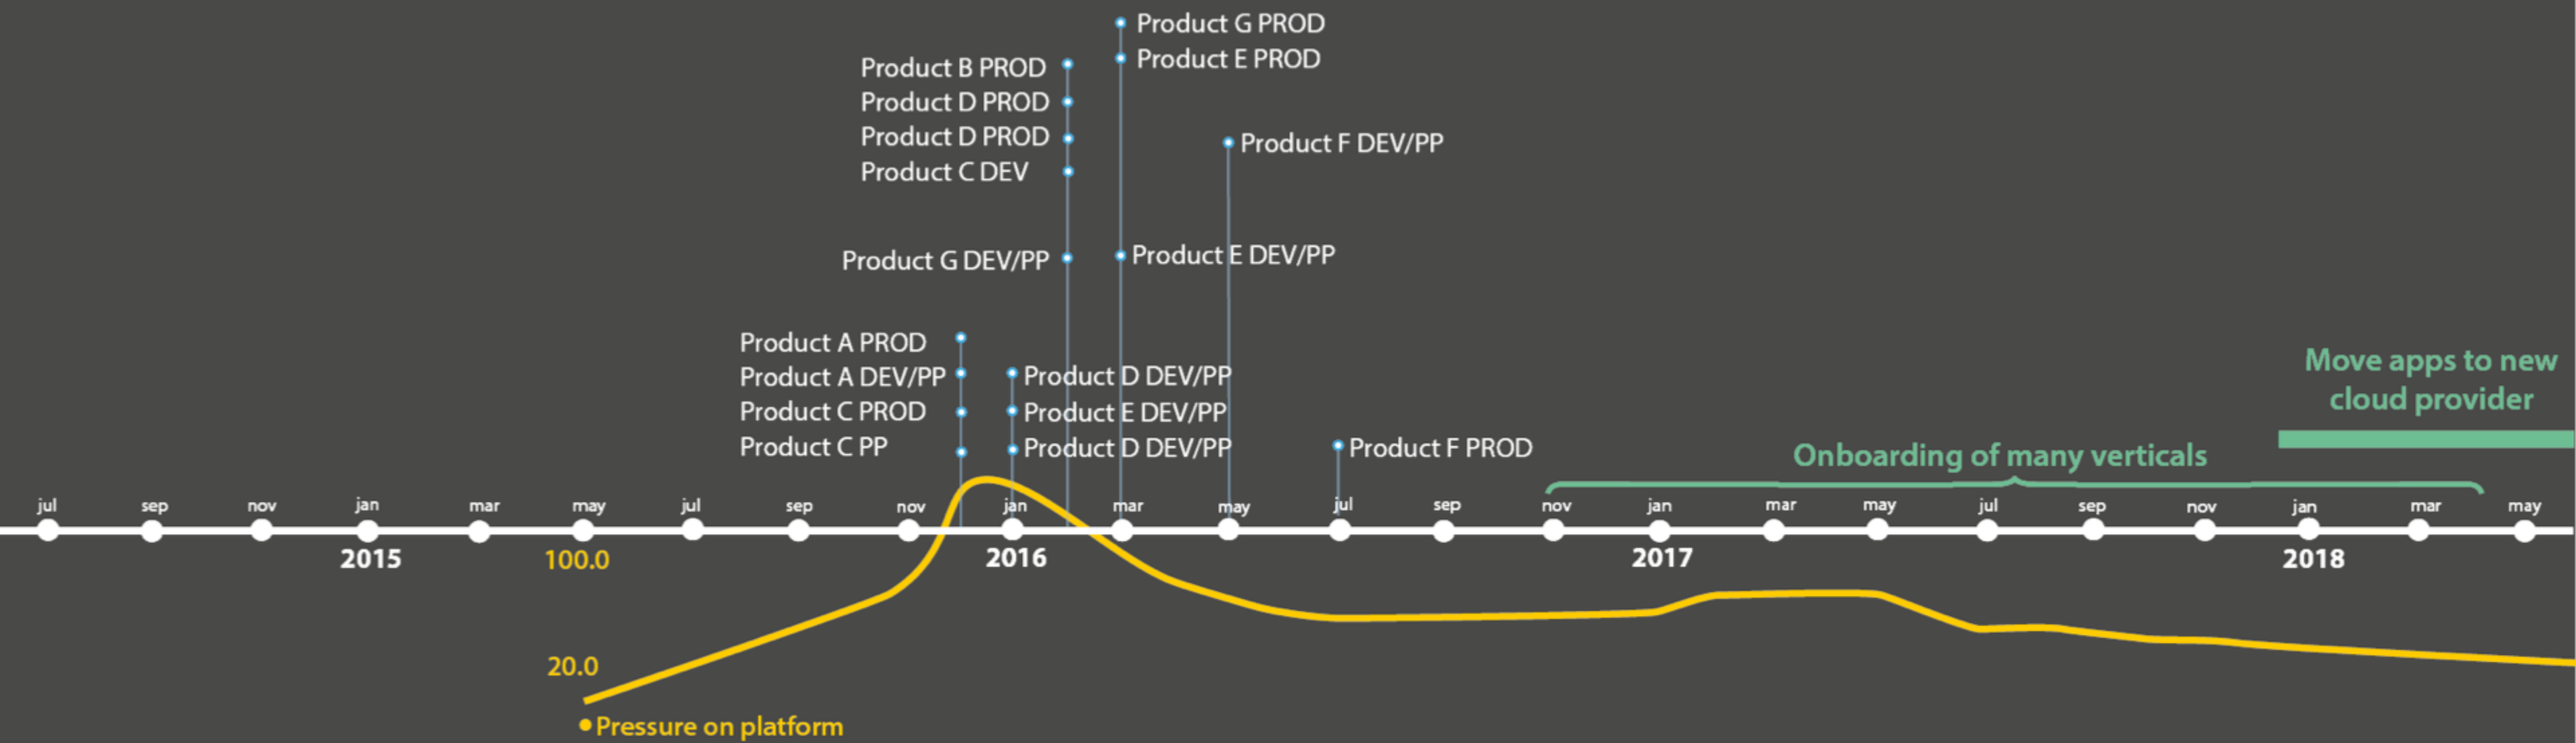 Product G PROD
Product E PROD
Product B PROD
Product D PROD
Product D PROD
Product C DEV
Product F DEV/PP
Product G DEV/PP
Product E DEV/PP
Product A PROD
Product A DEV/PP
Product C PROD
Product C PP
Product D DEV/PP
Product E DEV/PP
Product D DEV/PP
Product F PROD
Onboarding of many verticals
Move apps to new
cloud provider
jul sep nov jan mar may jul sep nov jan mar may jul sep nov jan mar may jul sep nov jan mar may
2015 2016 2017 2018
100.0
20.0
Pressure on platform